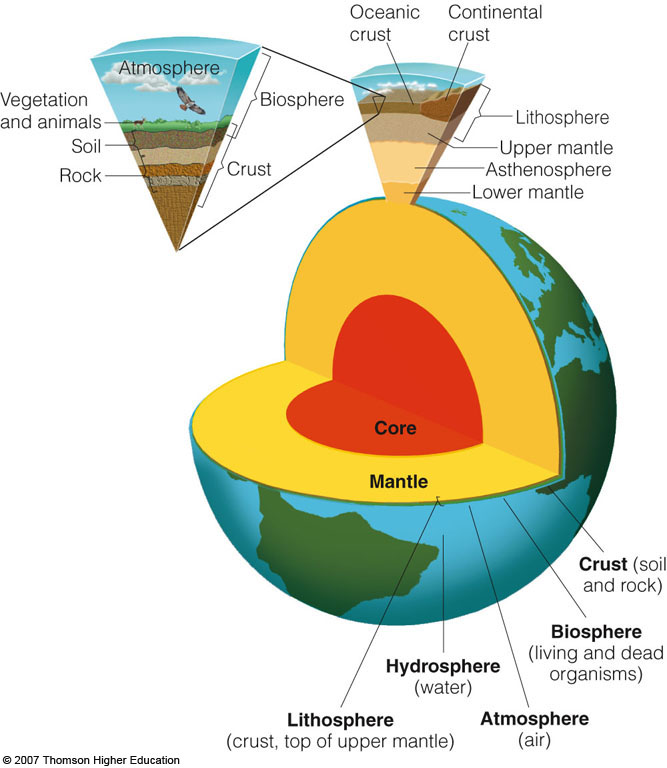 Oceanic
crust
Continental
crust
Atmosphere
Biosphere
Vegetation
and animals
Soil
Rock
Crust
Lithosphere
Upper mantle
Asthenosphere
Lower mantle
Core
Mantle
Crust (soil
and rock)
Biosphere
(living and dead
organisms)
Hydrosphere
(water)
Lithosphere
(crust, top of upper mantle)
Atmosphere
(air)
© 2007 Thomson Higher Education